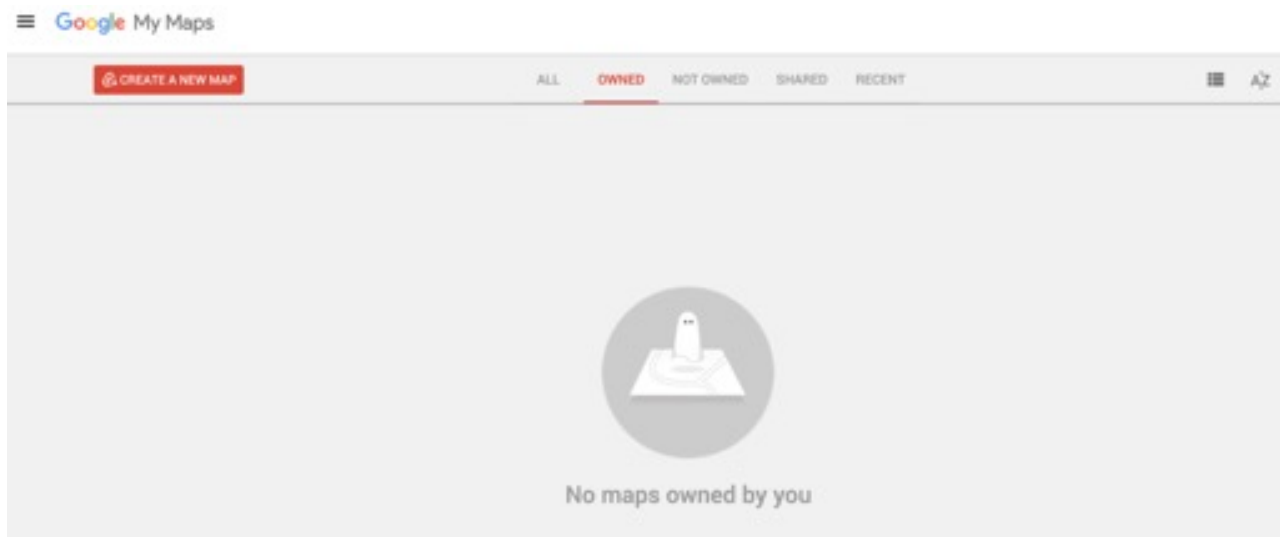 Google My Maps
CREATE A NEW MAP
ALL OWNED NOT OWNED SHARED RECENT
AZ
No maps owned by you